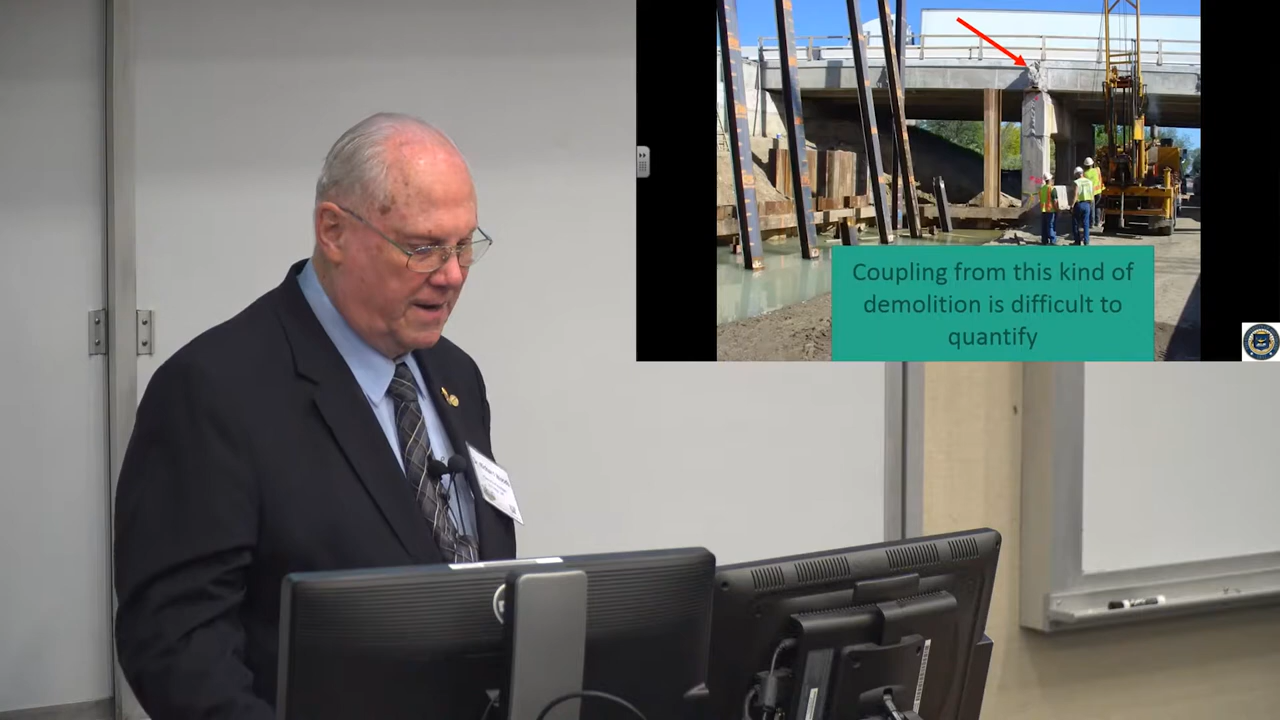 Coupling from this kind of
demolition is difficult to
quantify